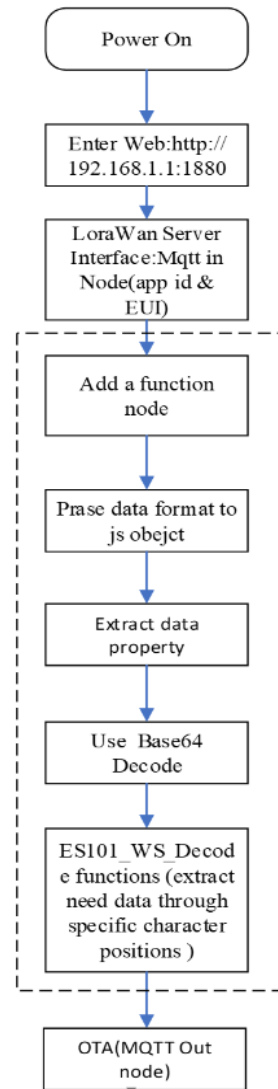 Power On
Enter Web:http://
192.168.1.1:1880
LoraWan Server
Interface:Mqtt in
Node(app id &
EUI)
Add a function
node
Prase data format to
js obejct
Extract data
property
Use Base64
Decode
ES101_WS_Decod
e functions (extract
need data through
specific character
positions )
OTA(MQTT Out
node)